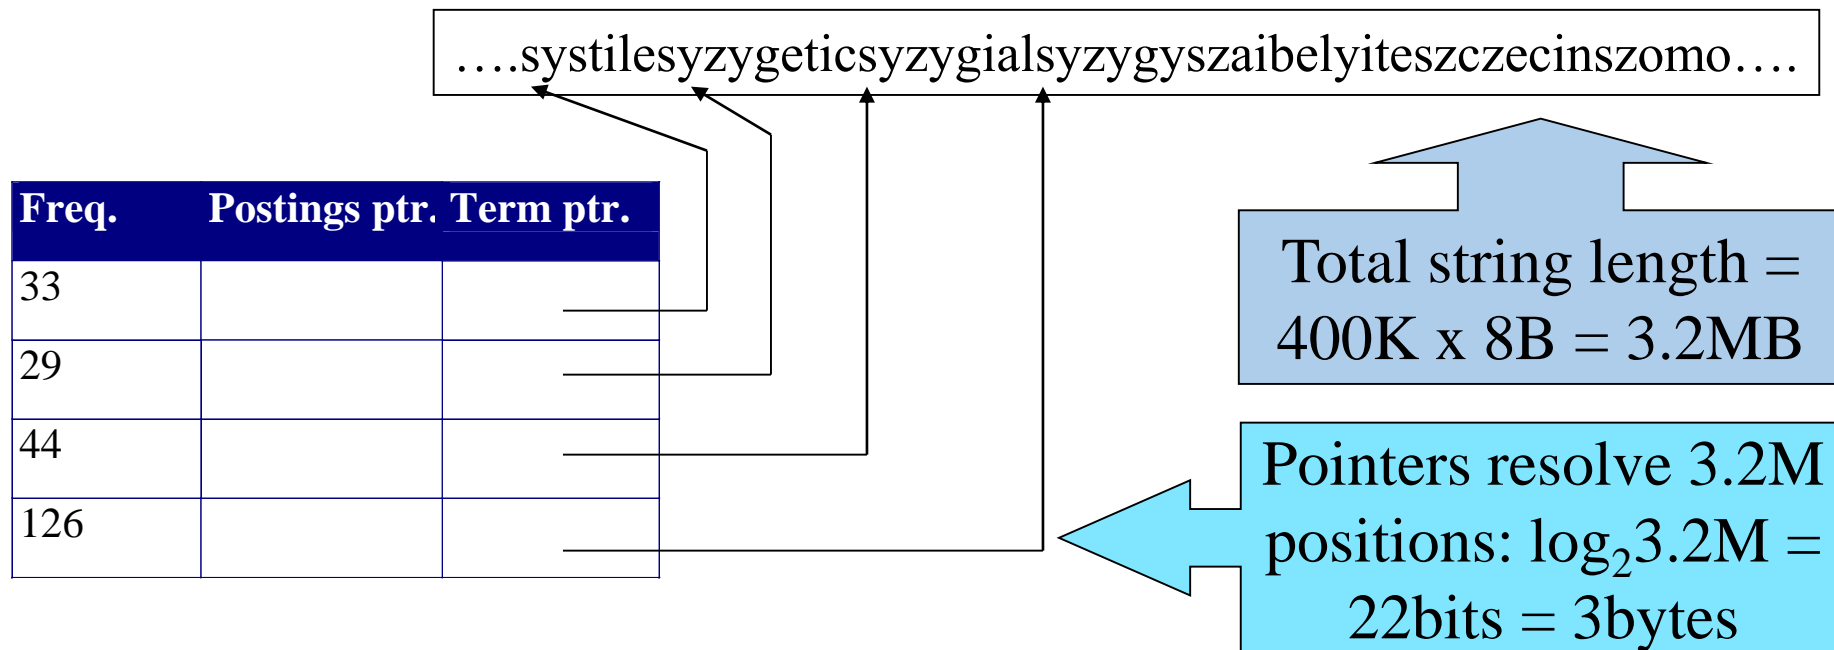 ….systilesyzygeticsyzygialsyzygyszaibelyiteszczecinszomo….
Freq. Postings ptr. Term ptr.
33
29
44
126
Total string length =
400K x 8B = 3.2MB
Pointers resolve 3.2M
positions: log₂3.2M =
22bits = 3bytes